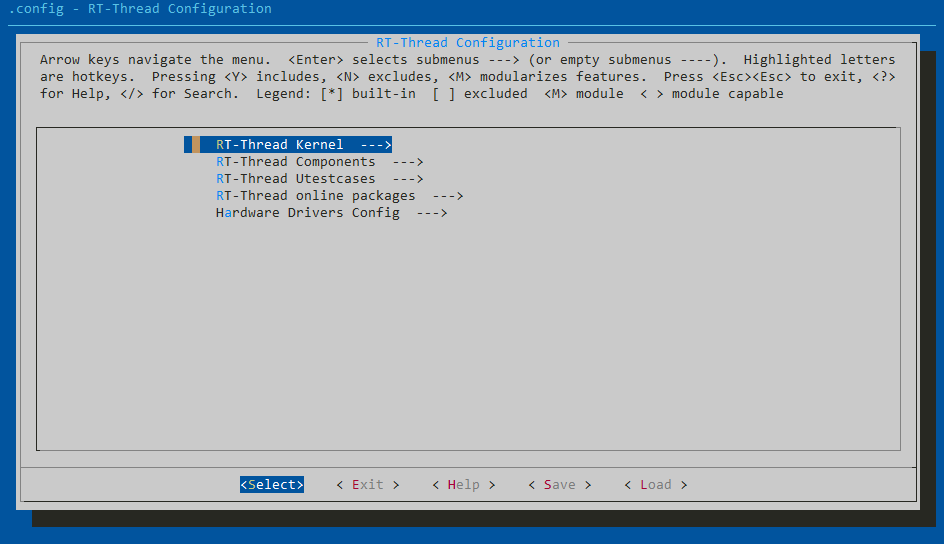 .config - RT-Thread Configuration
RT-Thread Configuration
Arrow keys navigate the menu.  <Enter> selects submenus ---> (or empty submenus ----).  Highlighted letters
are hotkeys.  Pressing <Y> includes, <N> excludes, <M> modularizes features.  Press <Esc><Esc> to exit, <?>
for Help, </> for Search.  Legend: [*] built-in  [ ] excluded  <M> module  < > module capable
RT-Thread Kernel  --->
RT-Thread Components  --->
RT-Thread Utestcases  --->
RT-Thread online packages  --->
Hardware Drivers Config  --->
<Select>    < Exit >    < Help >    < Save >    < Load >